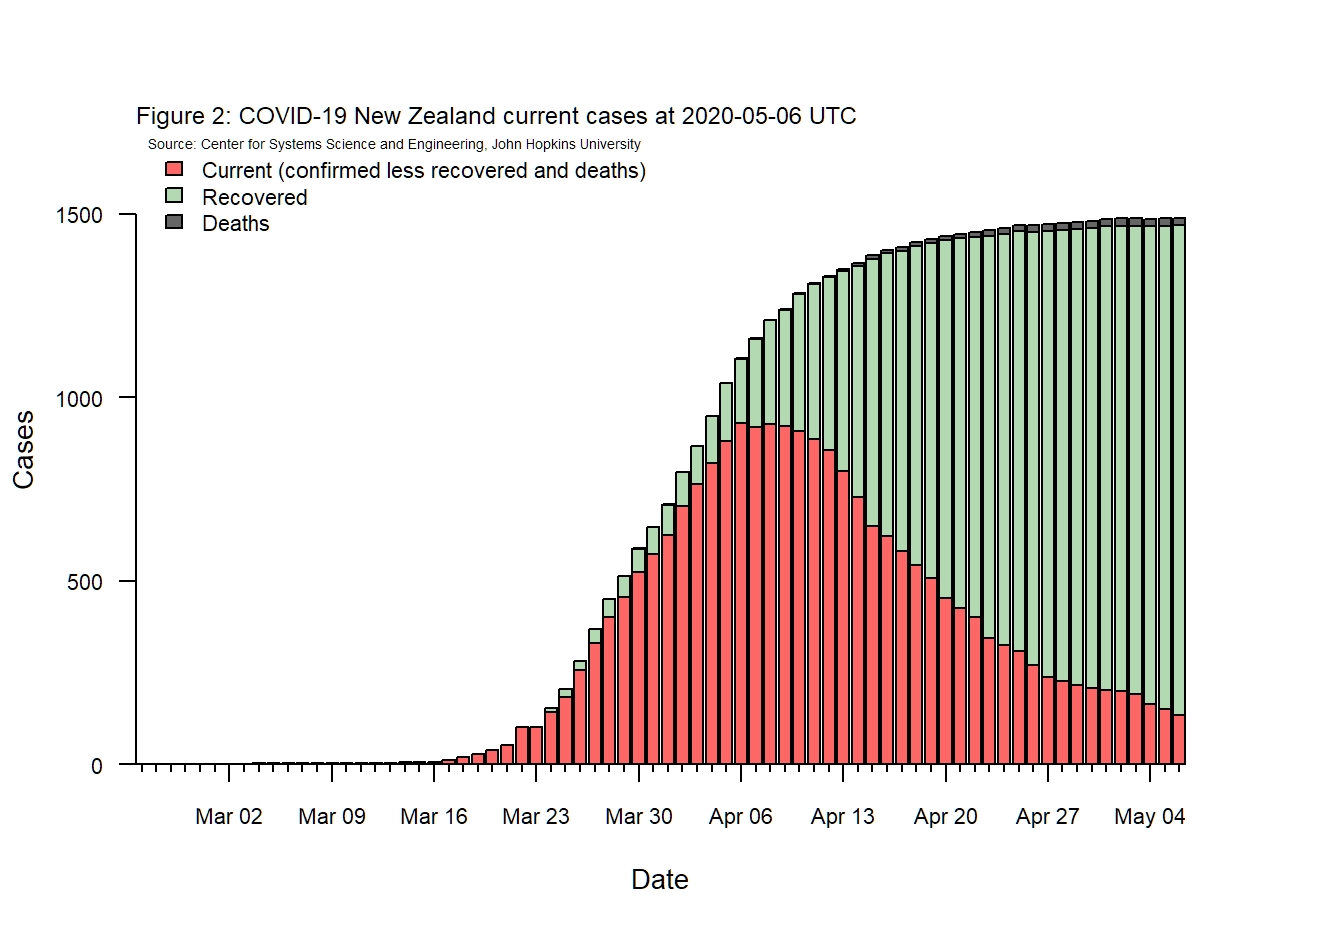 Figure 2: COVID-19 New Zealand current cases at 2020-05-06 UTC
Source: Center for Systems Science and Engineering, John Hopkins University
Current (confirmed less recovered and deaths)
Recovered
Deaths
1500
1000
500
0
Cases
Mar 02 Mar 09 Mar 16 Mar 23 Mar 30 Apr 06 Apr 13 Apr 20 Apr 27 May 04
Date